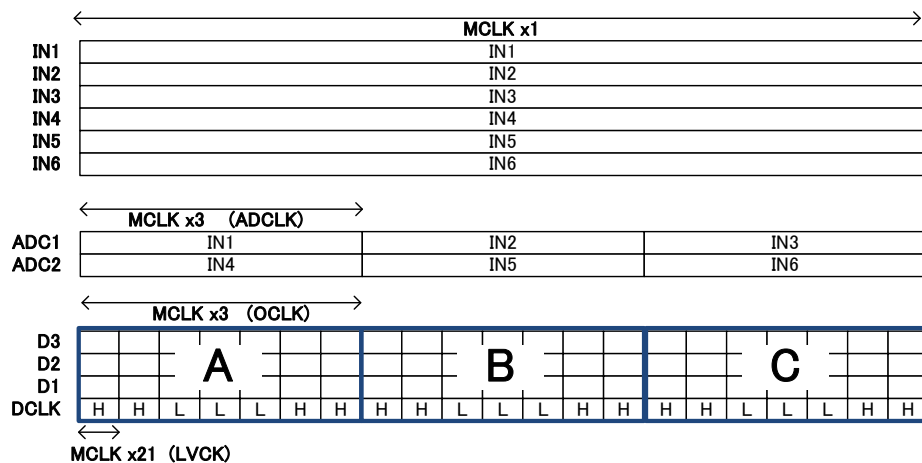 MCLK x1
IN1 IN1
IN2 IN2
IN3 IN3
IN4 IN4
IN5 IN5
IN6 IN6
MCLK x3 (ADCLK)
ADC1 IN1 IN2 IN3
ADC2 IN4 IN5 IN6
MCLK x3 (OCLK)
D3
D2 A B C
D1
DCLK H H L L L H H H H L L L H H H H L L L H H
MCLK x21 (LVCK)